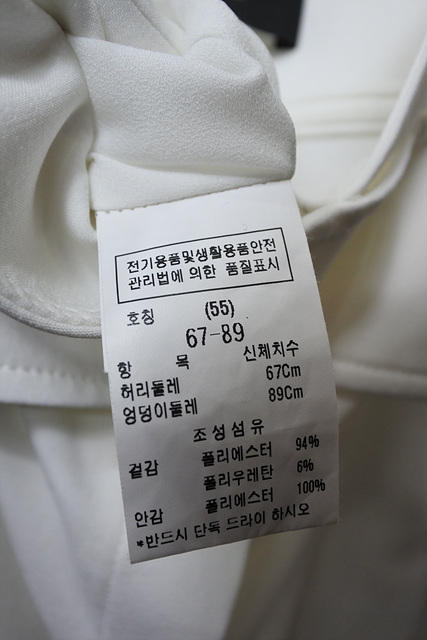 전기용품및생활용품안전
관리법에 의한 품질표시
호칭 (55)
67-89
항 목 신체치수
허리둘레 67Cm
엉덩이둘레 89Cm
조성섬유
겉감 폴리에스터 94%
폴리우레탄 6%
안감 폴리에스터 100%
*반드시 단독 드라이 하시오